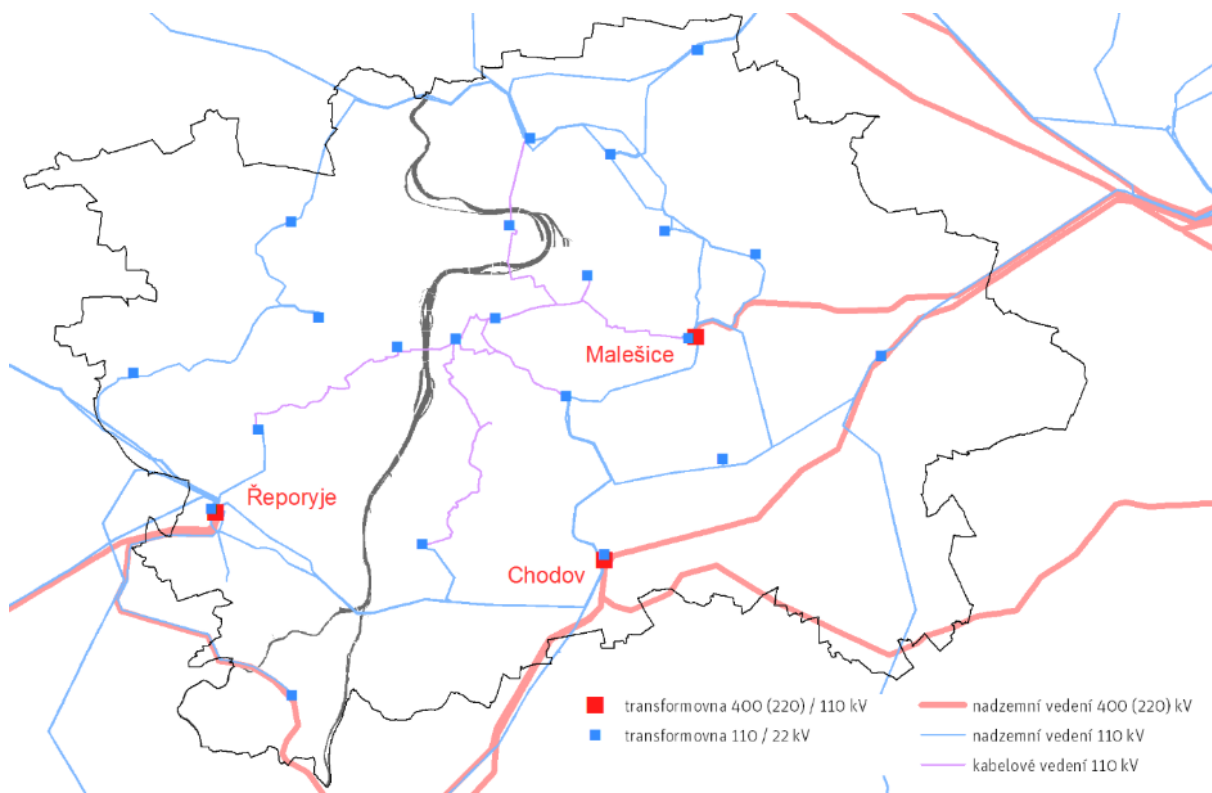 Malešice
Řeporyje
Chodov
transformovna 400 (220) / 110 kV
transformovna 110 / 22 kV
nadzemní vedení 400 (220) kV
nadzemní vedení 110 kV
kabelové vedení 110 kV